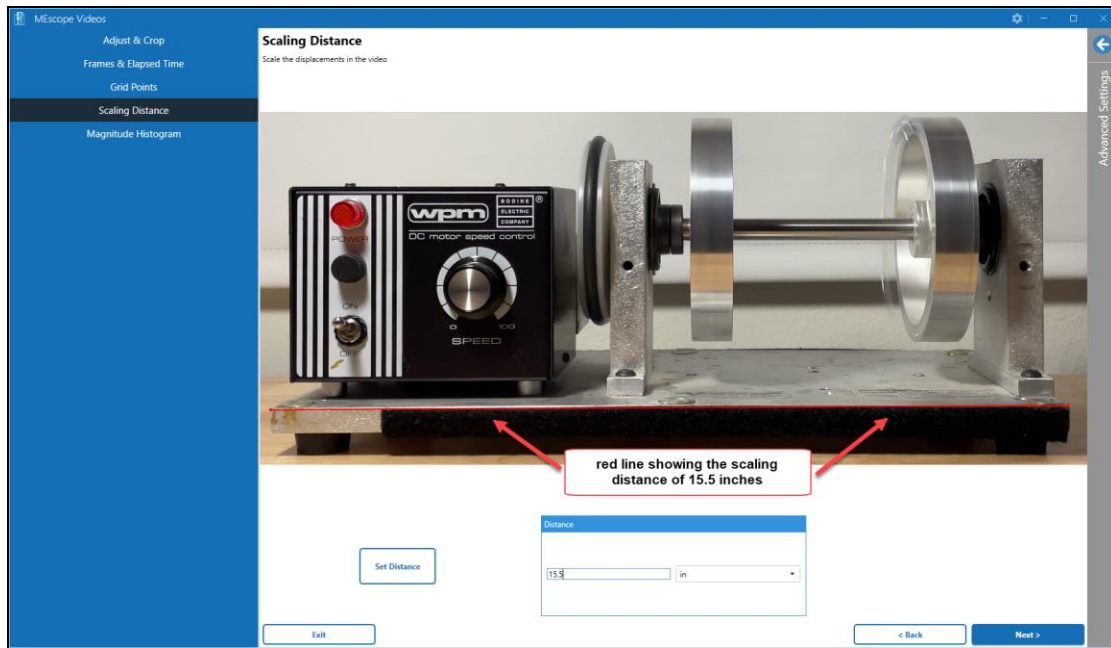 MEscope Videos
Adjust & Crop
Frames & Elapsed Time
Grid Points
Scaling Distance
Magnitude Histogram
Scaling Distance
Scale the displacements in the video
Advanced Settings
POWER
ON
OFF
wpm
BODINE
ELECTRIC
COMPANY
®
DC motor speed control
0
100
SPEED
red line showing the scaling
distance of 15.5 inches
Set Distance
Distance
15.5
in
Exit
< Back
Next >